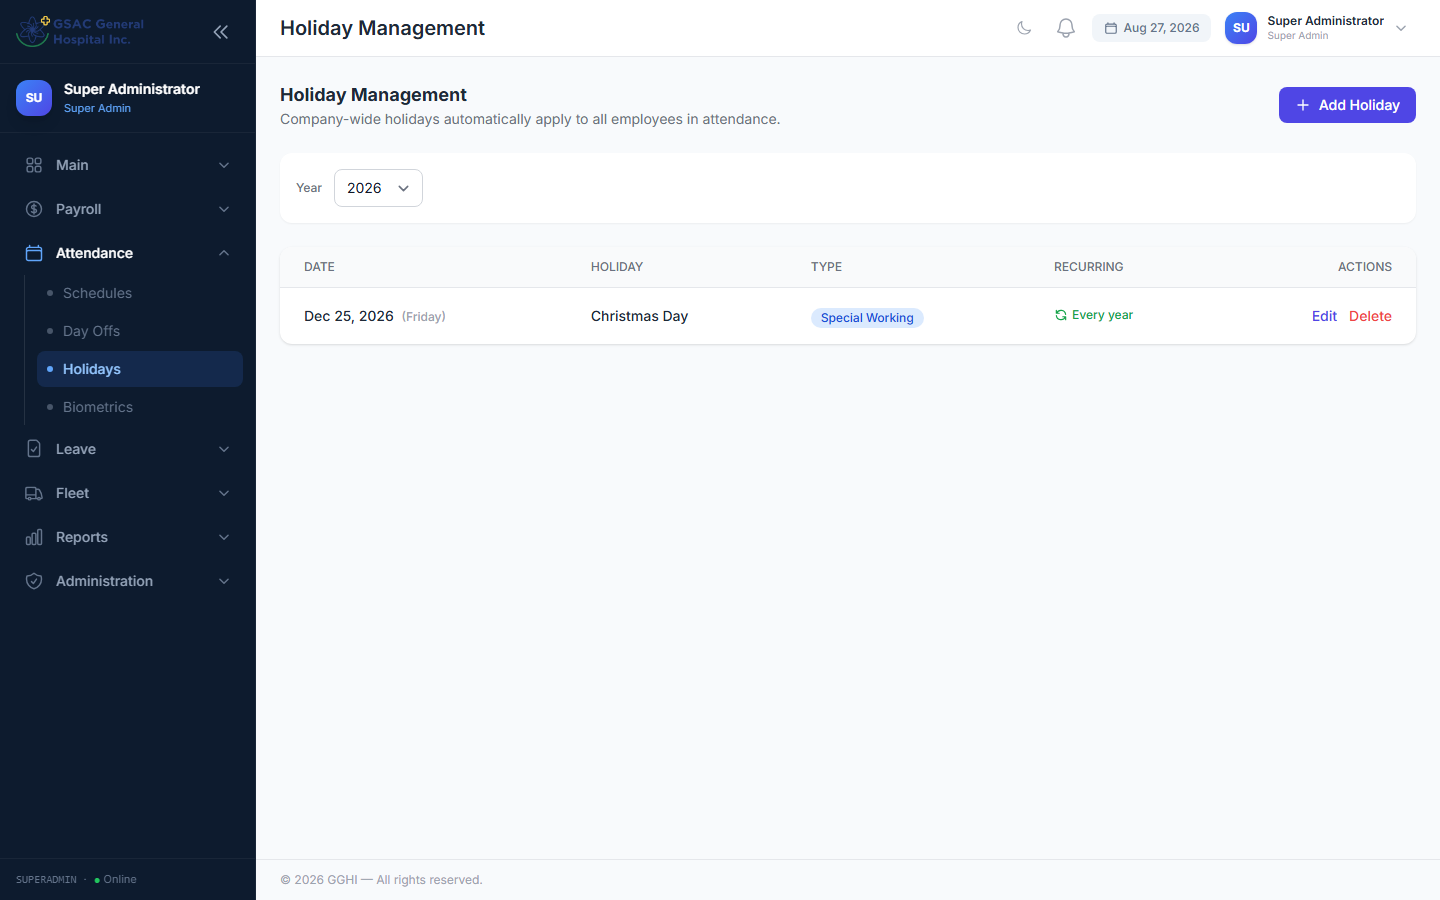 GSAC General
Hospital Inc.
SU
Super Administrator
Super Admin
Main
Payroll
Attendance
Schedules
Day Offs
Holidays
Biometrics
Leave
Fleet
Reports
Administration
SUPERADMIN · Online
Holiday Management
Aug 27, 2026
SU
Super Administrator
Super Admin
Holiday Management
Company-wide holidays automatically apply to all employees in attendance.
+ Add Holiday
Year 2026
DATE HOLIDAY TYPE RECURRING ACTIONS
Dec 25, 2026 (Friday) Christmas Day Special Working Every year Edit Delete
© 2026 GGHI — All rights reserved.